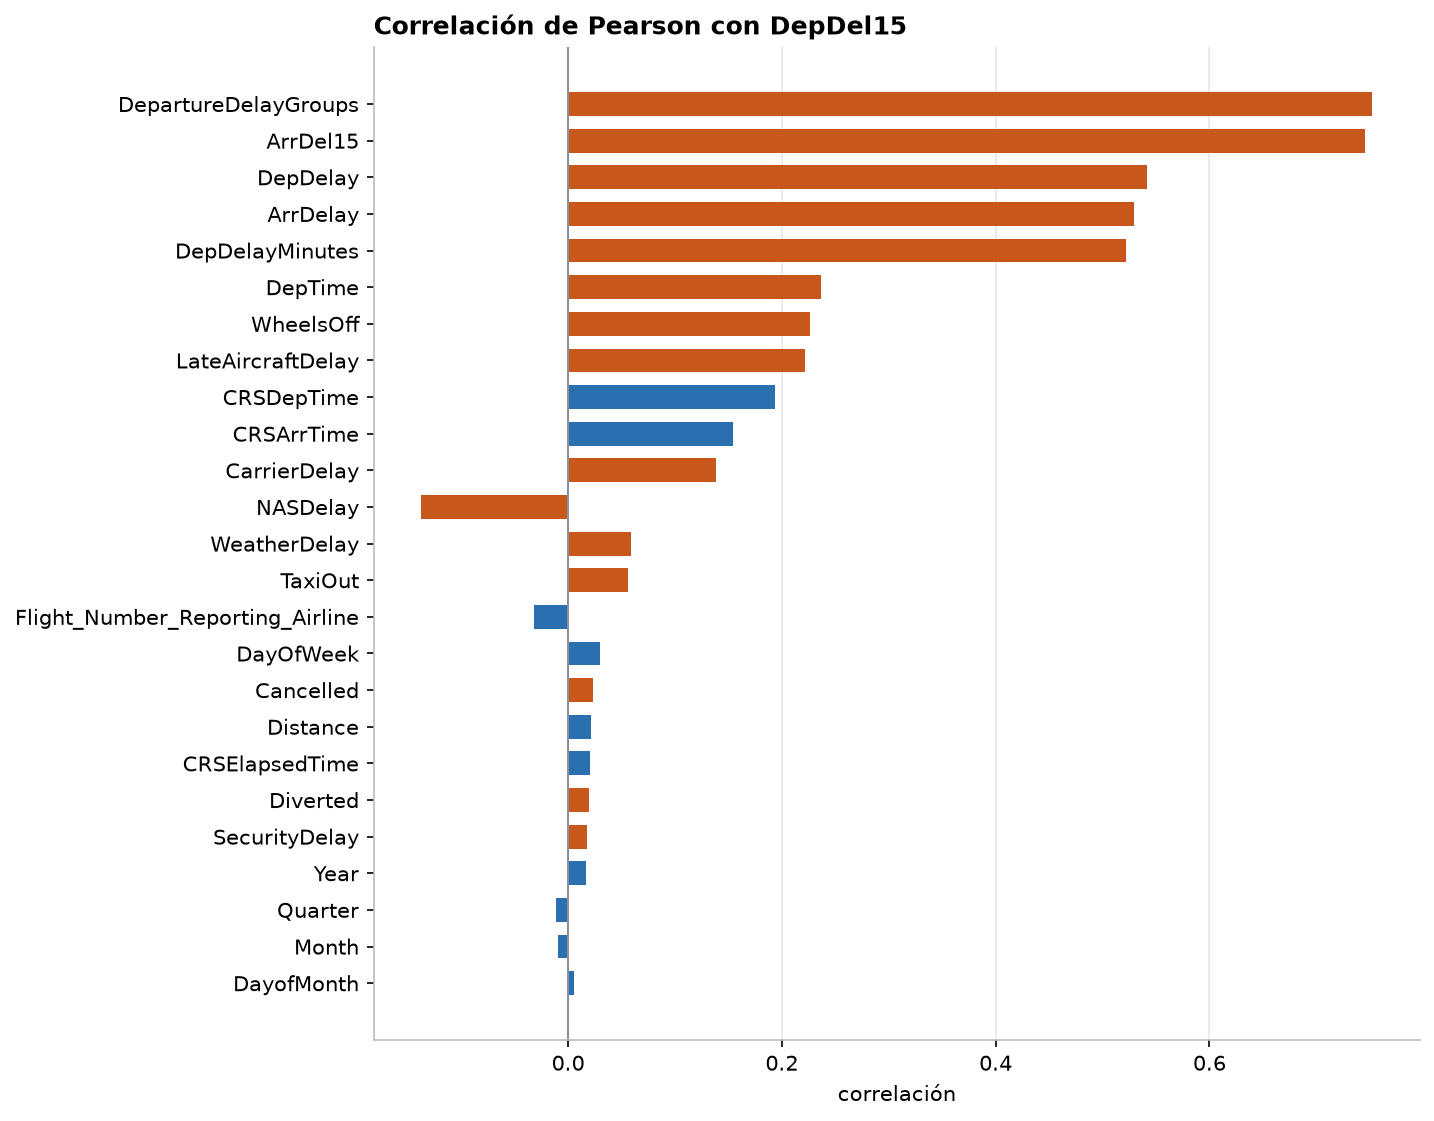 Correlación de Pearson con DepDel15
DepartureDelayGroups
ArrDel15
DepDelay
ArrDelay
DepDelayMinutes
DepTime
WheelsOff
LateAircraftDelay
CRSDepTime
CRSArrTime
CarrierDelay
NASDelay
WeatherDelay
TaxiOut
Flight_Number_Reporting_Airline
DayOfWeek
Cancelled
Distance
CRSElapsedTime
Diverted
SecurityDelay
Year
Quarter
Month
DayofMonth
0.0 0.2 0.4 0.6
correlación